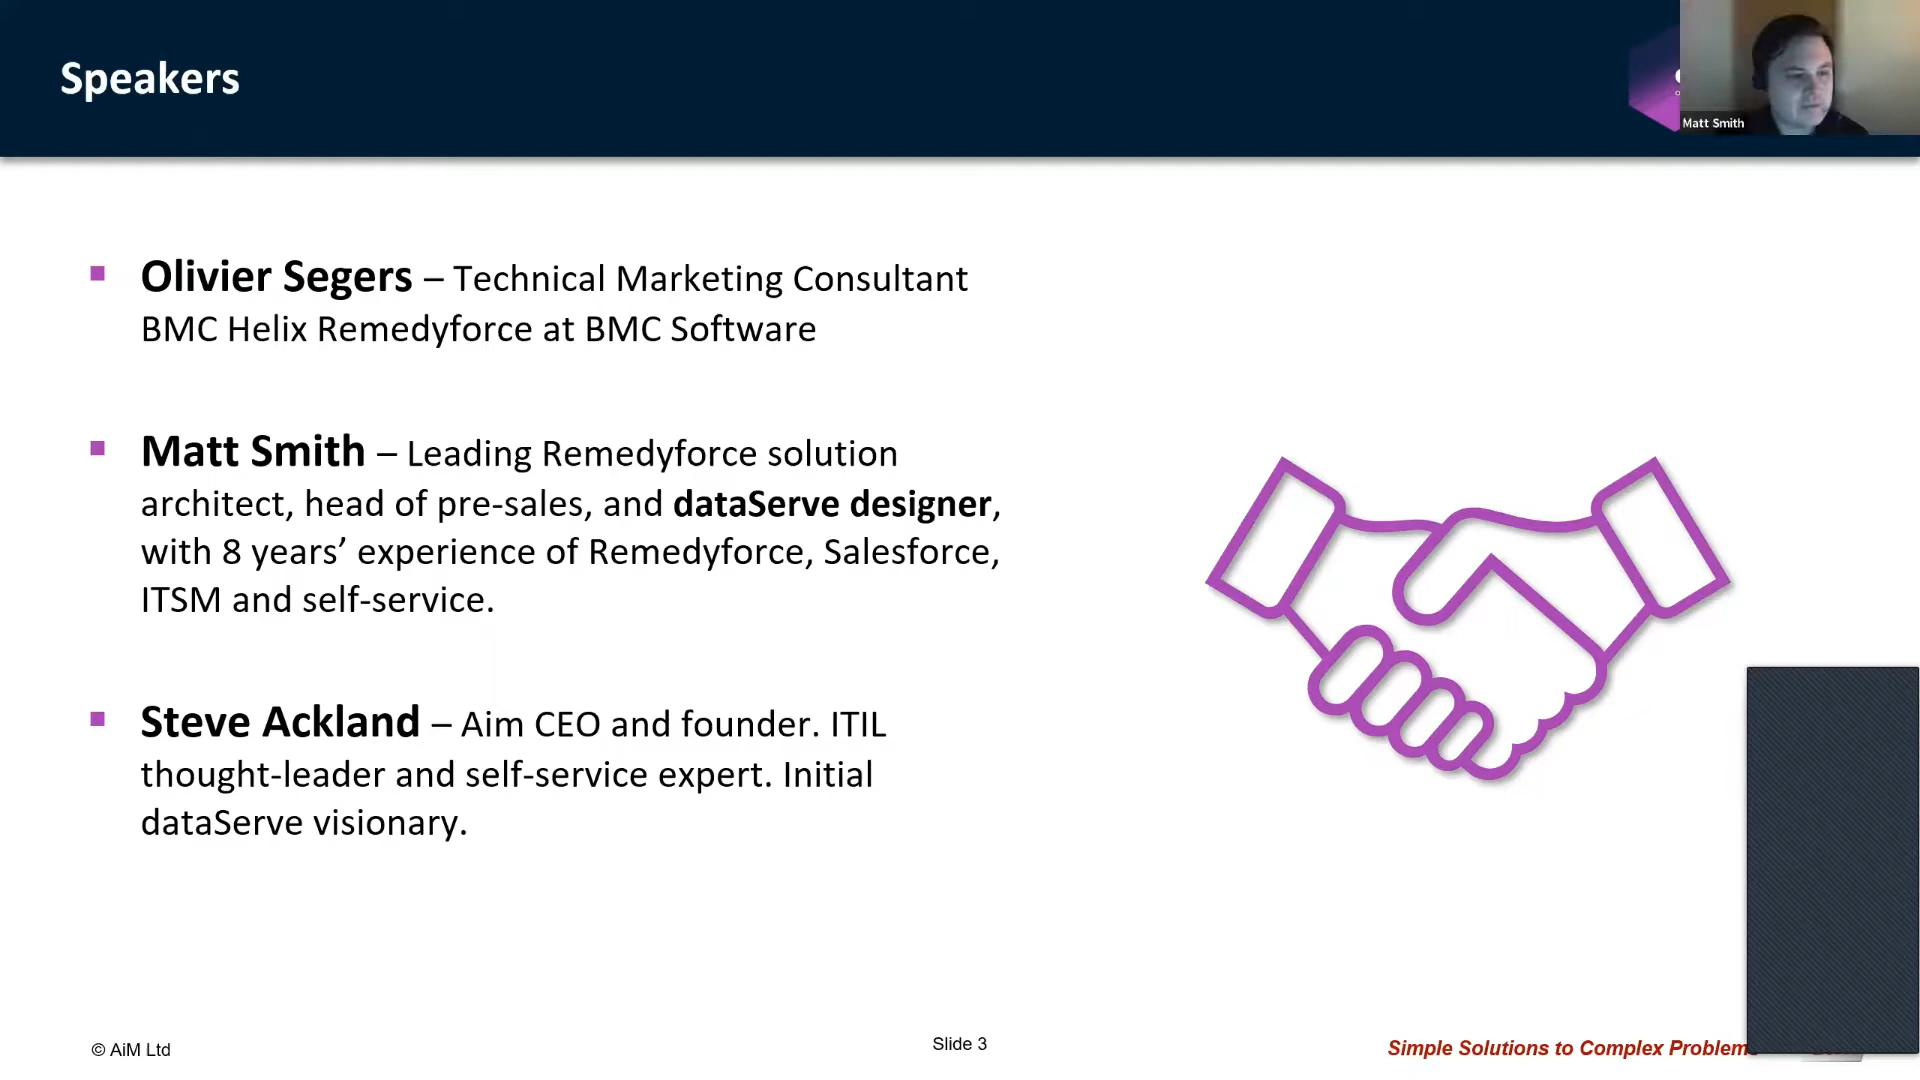 Speakers
Matt Smith
Olivier Segers – Technical Marketing Consultant
BMC Helix Remedyforce at BMC Software
Matt Smith – Leading Remedyforce solution
architect, head of pre-sales, and dataServe designer,
with 8 years’ experience of Remedyforce, Salesforce,
ITSM and self-service.
Steve Ackland – Aim CEO and founder. ITIL
thought-leader and self-service expert. Initial
dataServe visionary.
© AiM Ltd
Slide 3
Simple Solutions to Complex Problems